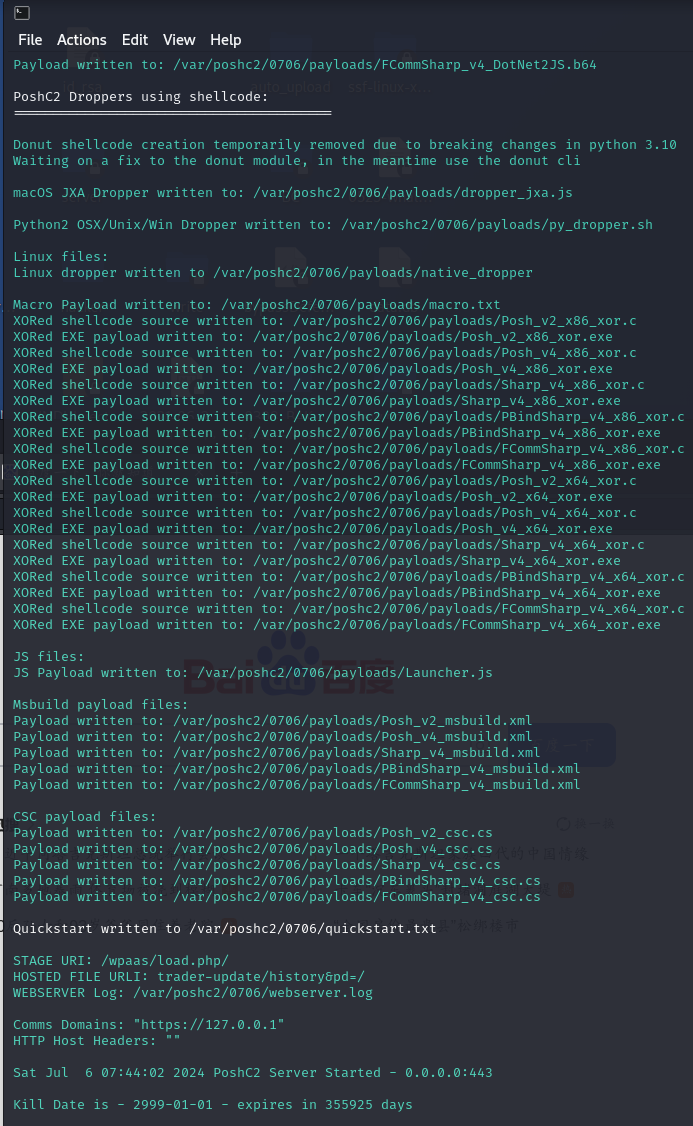 File Actions Edit View Help
Payload written to: /var/poshc2/0706/payloads/FCommSharp_v4_DotNet2JS.b64
PoshC2 Droppers using shellcode:
========================================
Donut shellcode creation temporarily removed due to breaking changes in python 3.10
Waiting on a fix to the donut module, in the meantime use the donut cli
macOS JXA Dropper written to: /var/poshc2/0706/payloads/dropper_jxa.js
Python2 OSX/Unix/Win Dropper written to: /var/poshc2/0706/payloads/py_dropper.sh
Linux files:
Linux dropper written to /var/poshc2/0706/payloads/native_dropper
Macro Payload written to: /var/poshc2/0706/payloads/macro.txt
XORed shellcode source written to: /var/poshc2/0706/payloads/Posh_v2_x86_xor.c
XORed EXE payload written to: /var/poshc2/0706/payloads/Posh_v2_x86_xor.exe
XORed shellcode source written to: /var/poshc2/0706/payloads/Posh_v4_x86_xor.c
XORed EXE payload written to: /var/poshc2/0706/payloads/Posh_v4_x86_xor.exe
XORed shellcode source written to: /var/poshc2/0706/payloads/Sharp_v4_x86_xor.c
XORed EXE payload written to: /var/poshc2/0706/payloads/Sharp_v4_x86_xor.exe
XORed shellcode source written to: /var/poshc2/0706/payloads/PBindSharp_v4_x86_xor.c
XORed EXE payload written to: /var/poshc2/0706/payloads/PBindSharp_v4_x86_xor.exe
XORed shellcode source written to: /var/poshc2/0706/payloads/FCommSharp_v4_x86_xor.c
XORed EXE payload written to: /var/poshc2/0706/payloads/FCommSharp_v4_x86_xor.exe
XORed shellcode source written to: /var/poshc2/0706/payloads/Posh_v2_x64_xor.c
XORed EXE payload written to: /var/poshc2/0706/payloads/Posh_v2_x64_xor.exe
XORed shellcode source written to: /var/poshc2/0706/payloads/Posh_v4_x64_xor.c
XORed EXE payload written to: /var/poshc2/0706/payloads/Posh_v4_x64_xor.exe
XORed shellcode source written to: /var/poshc2/0706/payloads/Sharp_v4_x64_xor.c
XORed EXE payload written to: /var/poshc2/0706/payloads/Sharp_v4_x64_xor.exe
XORed shellcode source written to: /var/poshc2/0706/payloads/PBindSharp_v4_x64_xor.c
XORed EXE payload written to: /var/poshc2/0706/payloads/PBindSharp_v4_x64_xor.exe
XORed shellcode source written to: /var/poshc2/0706/payloads/FCommSharp_v4_x64_xor.c
XORed EXE payload written to: /var/poshc2/0706/payloads/FCommSharp_v4_x64_xor.exe
JS files:
JS Payload written to: /var/poshc2/0706/payloads/Launcher.js
Bai 百度
Msbuild payload files:
Payload written to: /var/poshc2/0706/payloads/Posh_v2_msbuild.xml
Payload written to: /var/poshc2/0706/payloads/Posh_v4_msbuild.xml
Payload written to: /var/poshc2/0706/payloads/Sharp_v4_msbuild.xml
Payload written to: /var/poshc2/0706/payloads/PBindSharp_v4_msbuild.xml
Payload written to: /var/poshc2/0706/payloads/FCommSharp_v4_msbuild.xml
CSC payload files:
Payload written to: /var/poshc2/0706/payloads/Posh_v2_csc.cs
Payload written to: /var/poshc2/0706/payloads/Posh_v4_csc.cs
Payload written to: /var/poshc2/0706/payloads/Sharp_v4_csc.cs
Payload written to: /var/poshc2/0706/payloads/PBindSharp_v4_csc.cs
Payload written to: /var/poshc2/0706/payloads/FCommSharp_v4_csc.cs
Quickstart written to /var/poshc2/0706/quickstart.txt
STAGE URI: /wpaas/load.php/
HOSTED FILE URLI: trader-update/history&pd=/
WEBSERVER Log: /var/poshc2/0706/webserver.log
Comms Domains: "https://127.0.0.1"
HTTP Host Headers: ""
Sat Jul  6 07:44:02 2024 PoshC2 Server Started - 0.0.0.0:443
Kill Date is - 2999-01-01 - expires in 355925 days